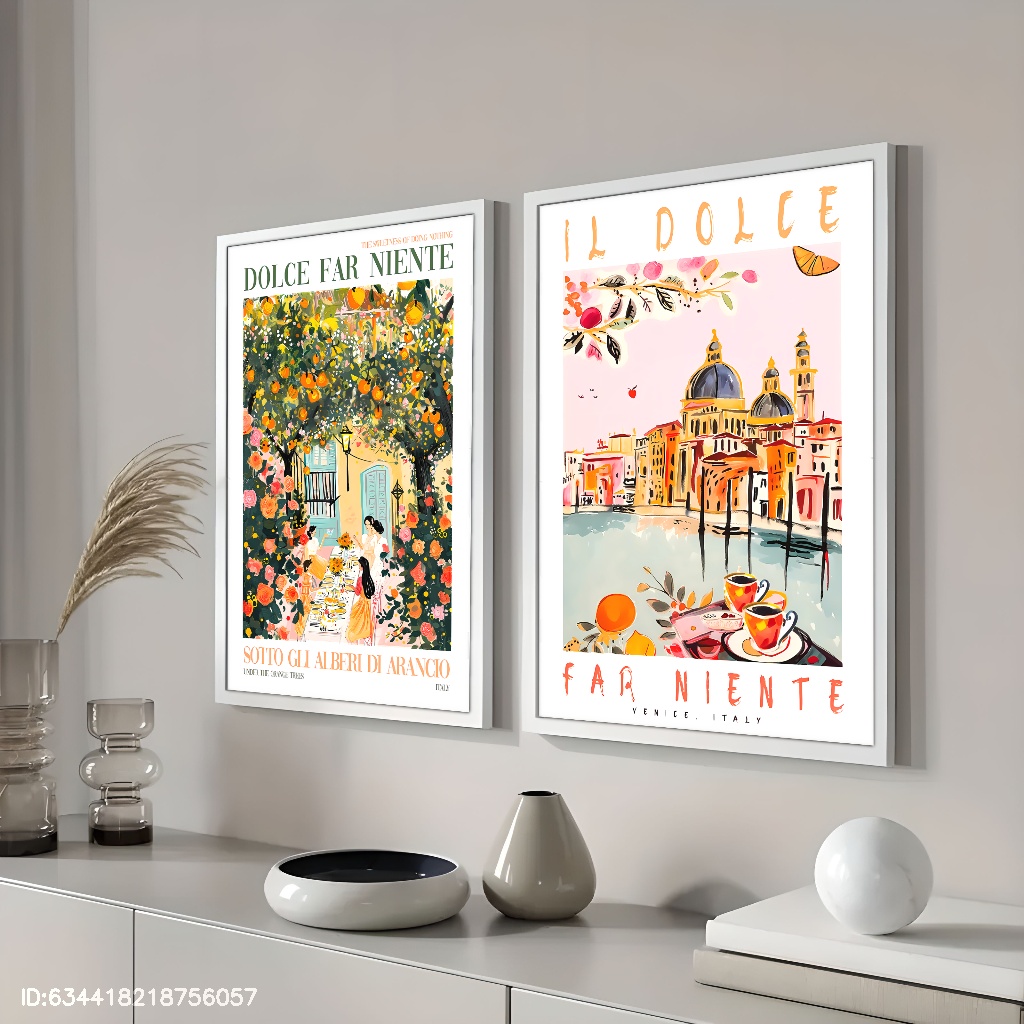 THE SWEETNESS OF DOING NOTHING
DOLCE FAR NIENTE
SOTTO GLI ALBERI DI ARANCIO
UNDER THE ORANGE TREES
ITALY
IL DOLCE
FAR NIENTE
VENICE, ITALY
ID:634418218756057